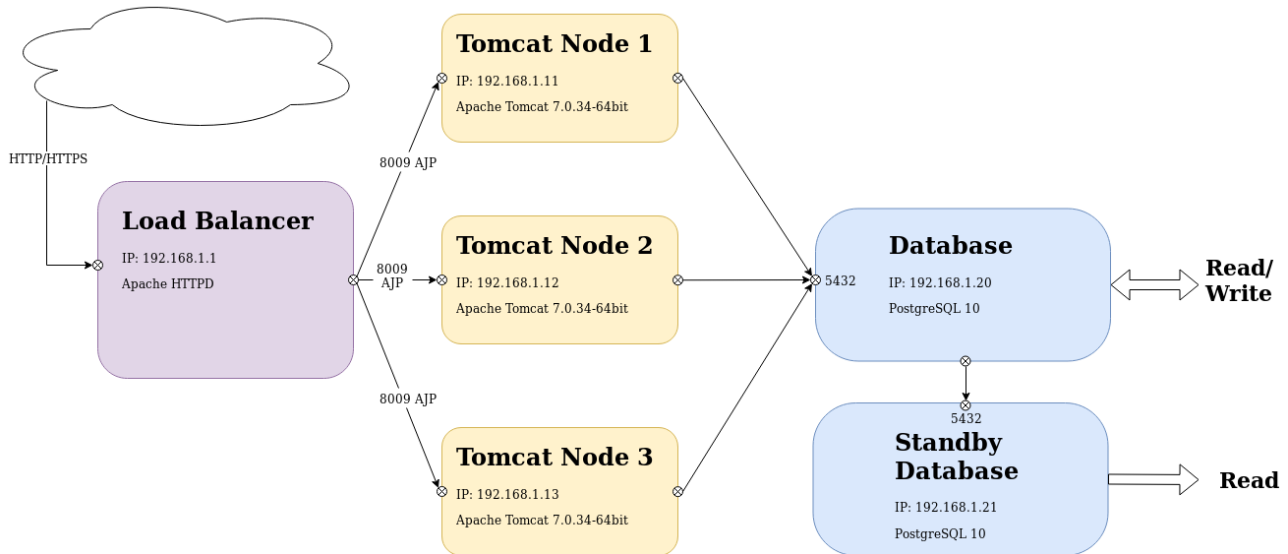 HTTP/HTTPS
Load Balancer
IP: 192.168.1.1
Apache HTTPD
8009 AJP
8009
AJP
8009 AJP
Tomcat Node 1
IP: 192.168.1.11
Apache Tomcat 7.0.34-64bit
Tomcat Node 2
IP: 192.168.1.12
Apache Tomcat 7.0.34-64bit
Tomcat Node 3
IP: 192.168.1.13
Apache Tomcat 7.0.34-64bit
5432
Database
IP: 192.168.1.20
PostgreSQL 10
Read/
Write
5432
Standby
Database
IP: 192.168.1.21
PostgreSQL 10
Read